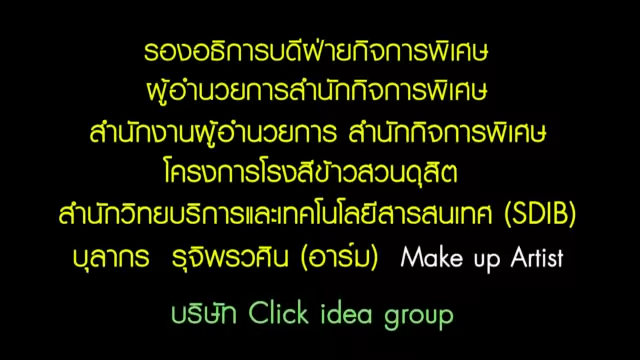 รองอธิการบดีฝ่ายกิจการพิเศษ
ผู้อำนวยการสำนักกิจการพิเศษ
สำนักงานผู้อำนวยการ สำนักกิจการพิเศษ
โครงการโรงสีข้าวสวนดุสิต
สำนักวิทยบริการและเทคโนโลยีสารสนเทศ (SDIB)
บุลากร รุจิพรวศิน (อาร์ม) Make up Artist
บริษัท Click idea group